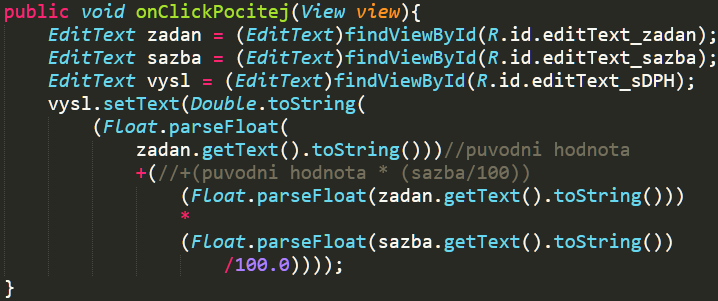 public void onClickPocitej(View view){
    EditText zadan = (EditText)findViewById(R.id.editText_zadan);
    EditText sazba = (EditText)findViewById(R.id.editText_sazba);
    EditText vysl = (EditText)findViewById(R.id.editText_sDPH);
    vysl.setText(Double.toString(
        (Float.parseFloat(
            zadan.getText().toString()))//puvodni hodnota
            +(//+(puvodni hodnota * (sazba/100))
                (Float.parseFloat(zadan.getText().toString()))
                *
                (Float.parseFloat(sazba.getText().toString())
                    /100.0))));
}